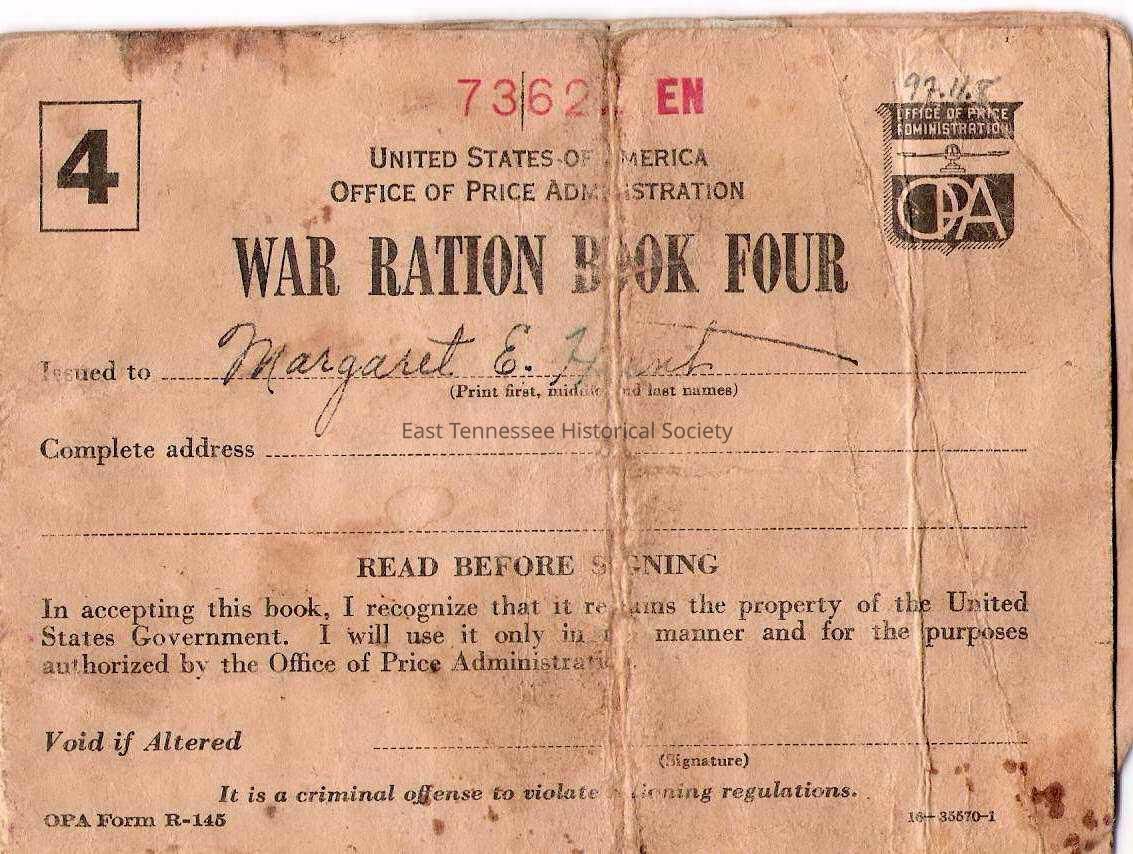 97.11.8
4
7362 EN
OFFICE OF PRICE
ADMINISTRATION
OPA
UNITED STATES OF AMERICA
OFFICE OF PRICE ADMINISTRATION
WAR RATION BOOK FOUR
Issued to Margaret E. Hunt
(Print first, middle and last names)
East Tennessee Historical Society
Complete address
READ BEFORE SIGNING
In accepting this book, I recognize that it remains the property of the United
States Government. I will use it only in the manner and for the purposes
authorized by the Office of Price Administration.
Void if Altered
(Signature)
It is a criminal offense to violate rationing regulations.
OPA Form R-145
16—35570-1